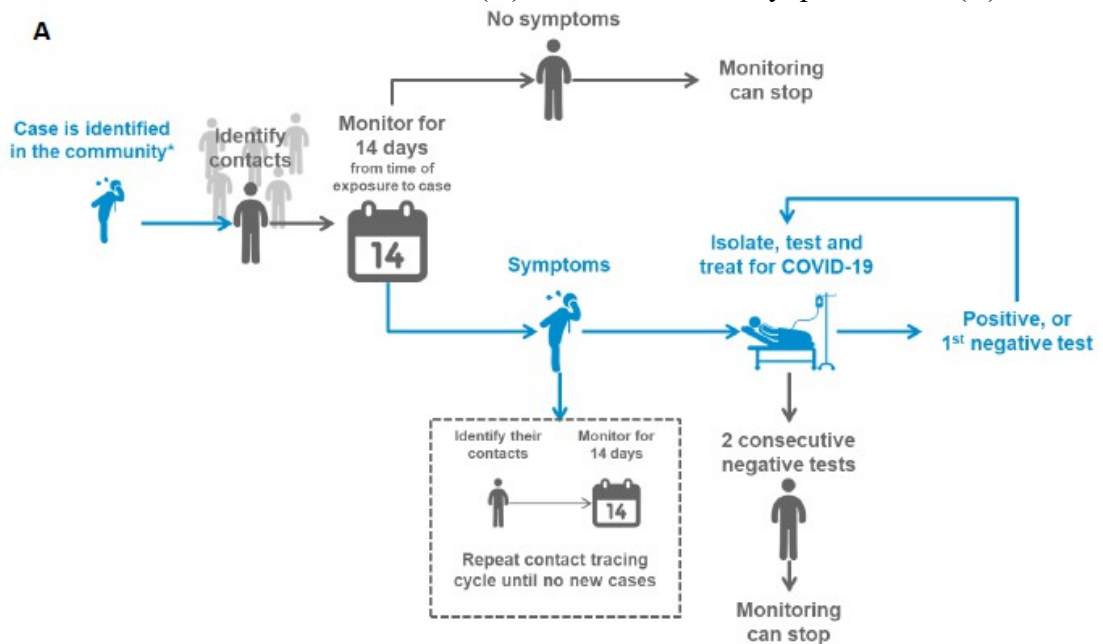 A
No symptoms
Monitoring
can stop
Case is identified
in the community*
Identify
contacts
Monitor for
14 days
from time of
exposure to case
14
Symptoms
Isolate, test and
treat for COVID-19
Positive, or
1st negative test
Identify their
contacts
Monitor for
14 days
14
Repeat contact tracing
cycle until no new cases
2 consecutive
negative tests
Monitoring
can stop